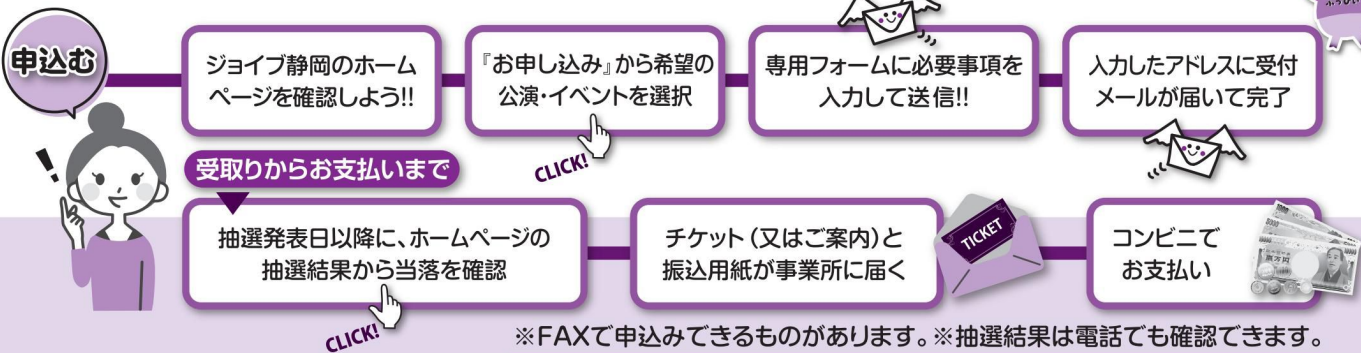 申込む
ジョイブ静岡のホーム
ページを確認しよう!!
『お申し込み』から希望の
公演・イベントを選択
CLICK!
専用フォームに必要事項を
入力して送信!!
入力したアドレスに受付
メールが届いて完了
受取りからお支払いまで
抽選発表日以降に、ホームページの
抽選結果から当落を確認
CLICK!
チケット(又はご案内)と
振込用紙が事業所に届く
TICKET
コンビニで
お支払い
※FAXで申込みできるものがあります。※抽選結果は電話でも確認できます。